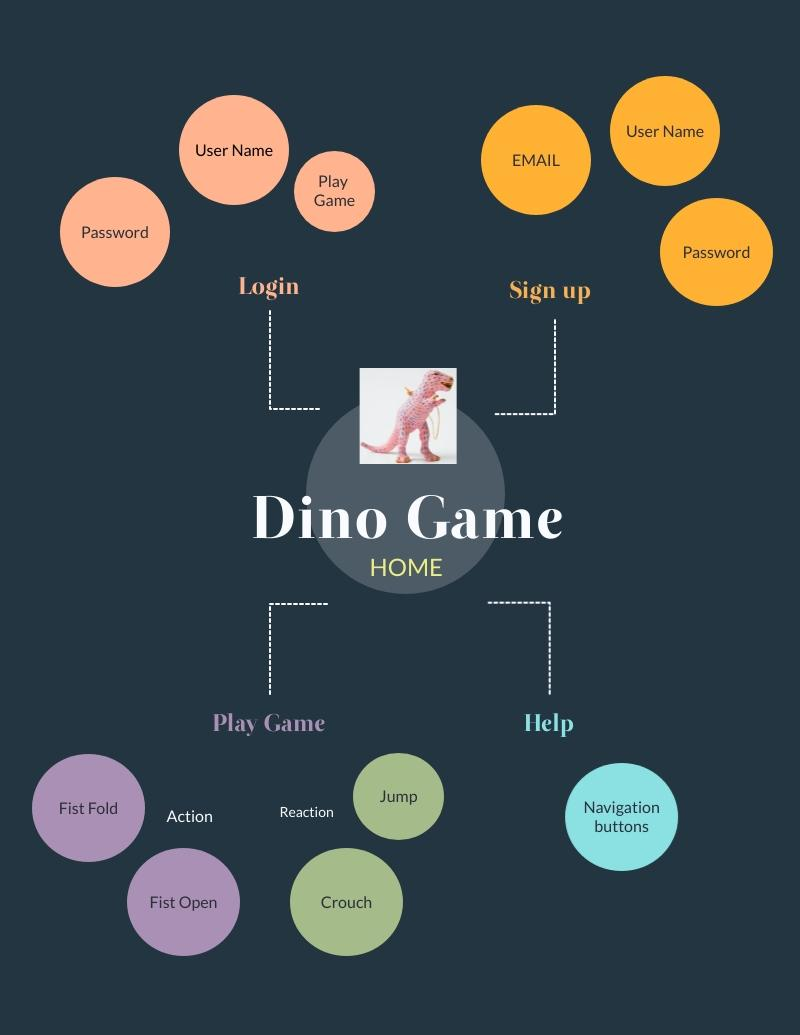 User Name
Play
Game
Password
Login
EMAIL
User Name
Password
Sign up
Dino Game
HOME
Play Game
Fist Fold
Action
Fist Open
Reaction
Jump
Crouch
Help
Navigation
buttons